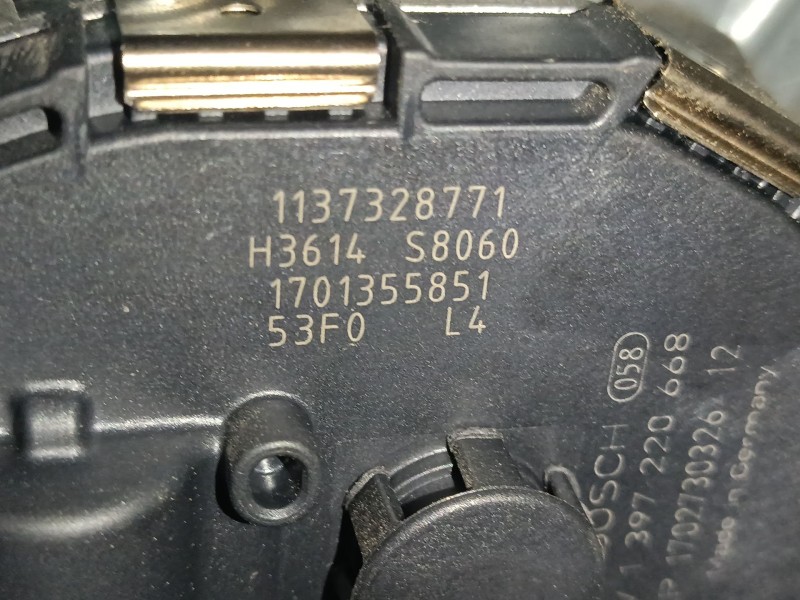 1137328771
H3614 S8060
1701355851
53F0 L4
058
BOSCH
1 397 220 668
1702730326 12
Made in Germany